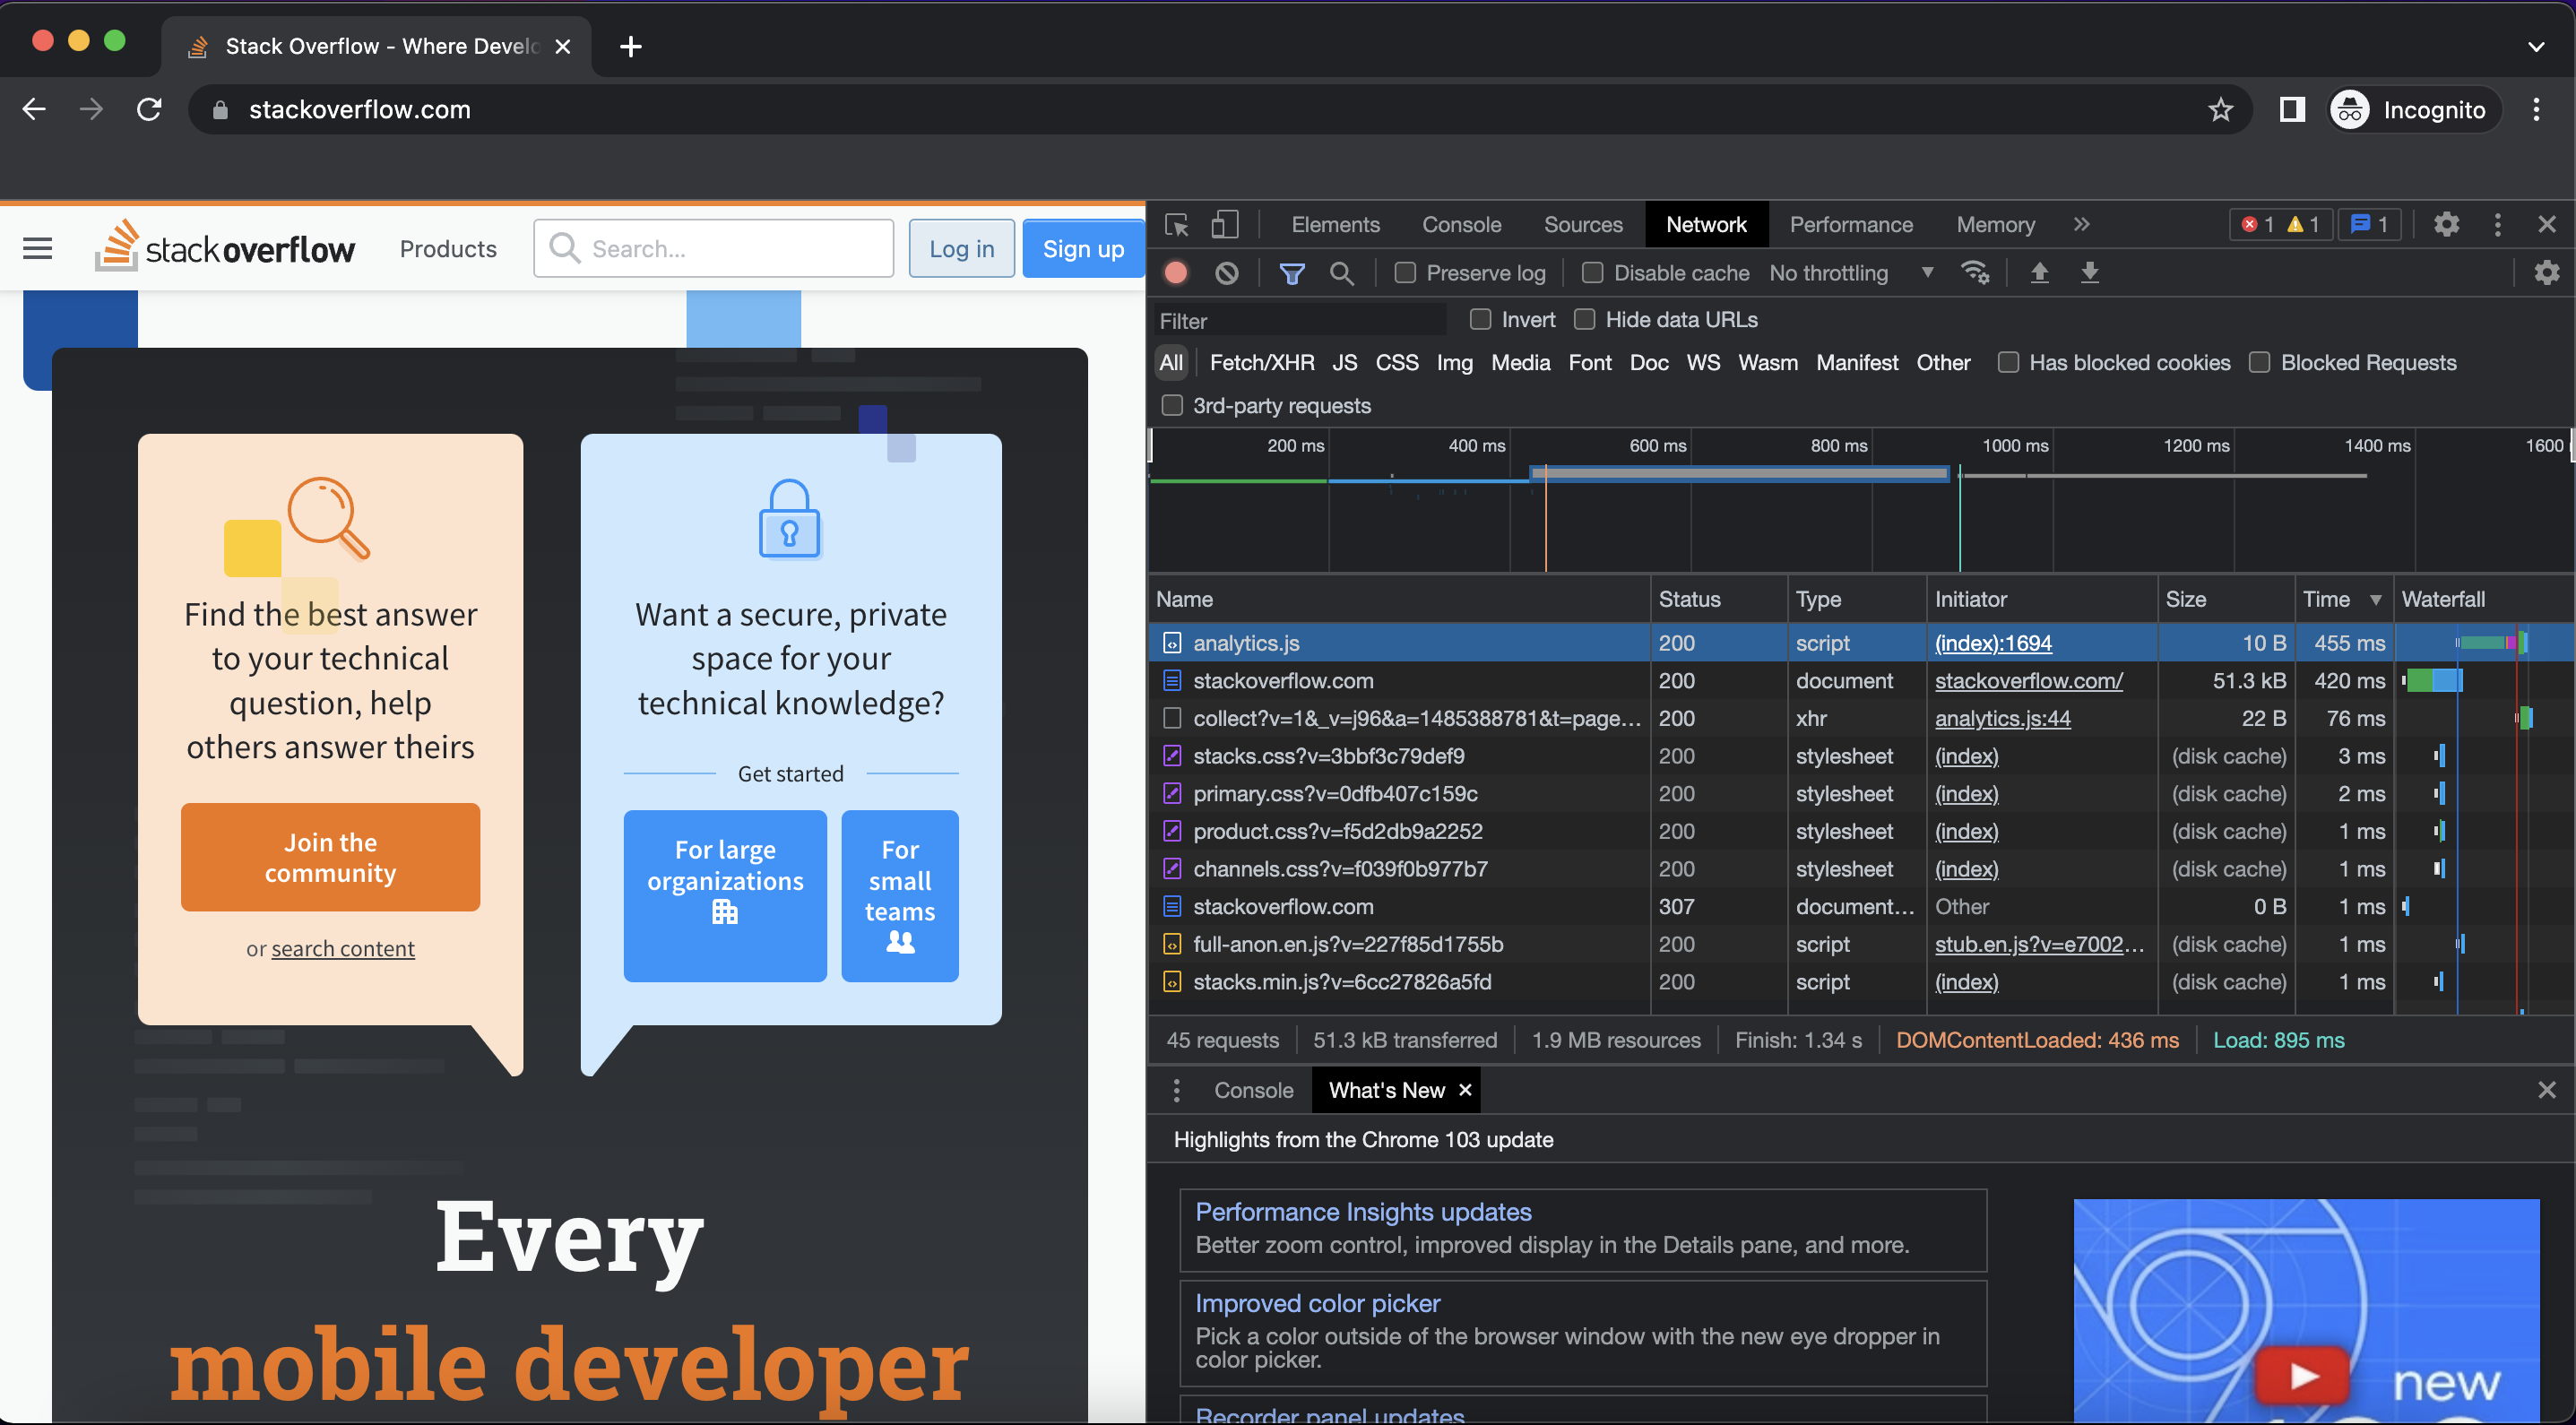 Stack Overflow - Where Develo
stackoverflow.com
Incognito
stackoverflow
Products
Search...
Log in
Sign up
Find the best answer
to your technical
question, help
others answer theirs
Join the
community
or search content
Want a secure, private
space for your
technical knowledge?
Get started
For large
organizations
For
small
teams
Every
mobile developer
Elements Console Sources Network Performance Memory
1 1 1
Preserve log Disable cache No throttling
Filter Invert Hide data URLs
All Fetch/XHR JS CSS Img Media Font Doc WS Wasm Manifest Other Has blocked cookies Blocked Requests
3rd-party requests
200 ms 400 ms 600 ms 800 ms 1000 ms 1200 ms 1400 ms 1600
Name Status Type Initiator Size Time Waterfall
analytics.js 200 script (index):1694 10 B 455 ms
stackoverflow.com 200 document stackoverflow.com/ 51.3 kB 420 ms
collect?v=1&_v=j96&a=1485388781&t=page... 200 xhr analytics.js:44 22 B 76 ms
stacks.css?v=3bbf3c79def9 200 stylesheet (index) (disk cache) 3 ms
primary.css?v=0dfb407c159c 200 stylesheet (index) (disk cache) 2 ms
product.css?v=f5d2db9a2252 200 stylesheet (index) (disk cache) 1 ms
channels.css?v=f039f0b977b7 200 stylesheet (index) (disk cache) 1 ms
stackoverflow.com 307 document... Other 0 B 1 ms
full-anon.en.js?v=227f85d1755b 200 script stub.en.js?v=e7002... (disk cache) 1 ms
stacks.min.js?v=6cc27826a5fd 200 script (index) (disk cache) 1 ms
45 requests 51.3 kB transferred 1.9 MB resources Finish: 1.34 s DOMContentLoaded: 436 ms Load: 895 ms
Console What's New
Highlights from the Chrome 103 update
Performance Insights updates
Better zoom control, improved display in the Details pane, and more.
Improved color picker
Pick a color outside of the browser window with the new eye dropper in
color picker.
Recorder panel updates
new